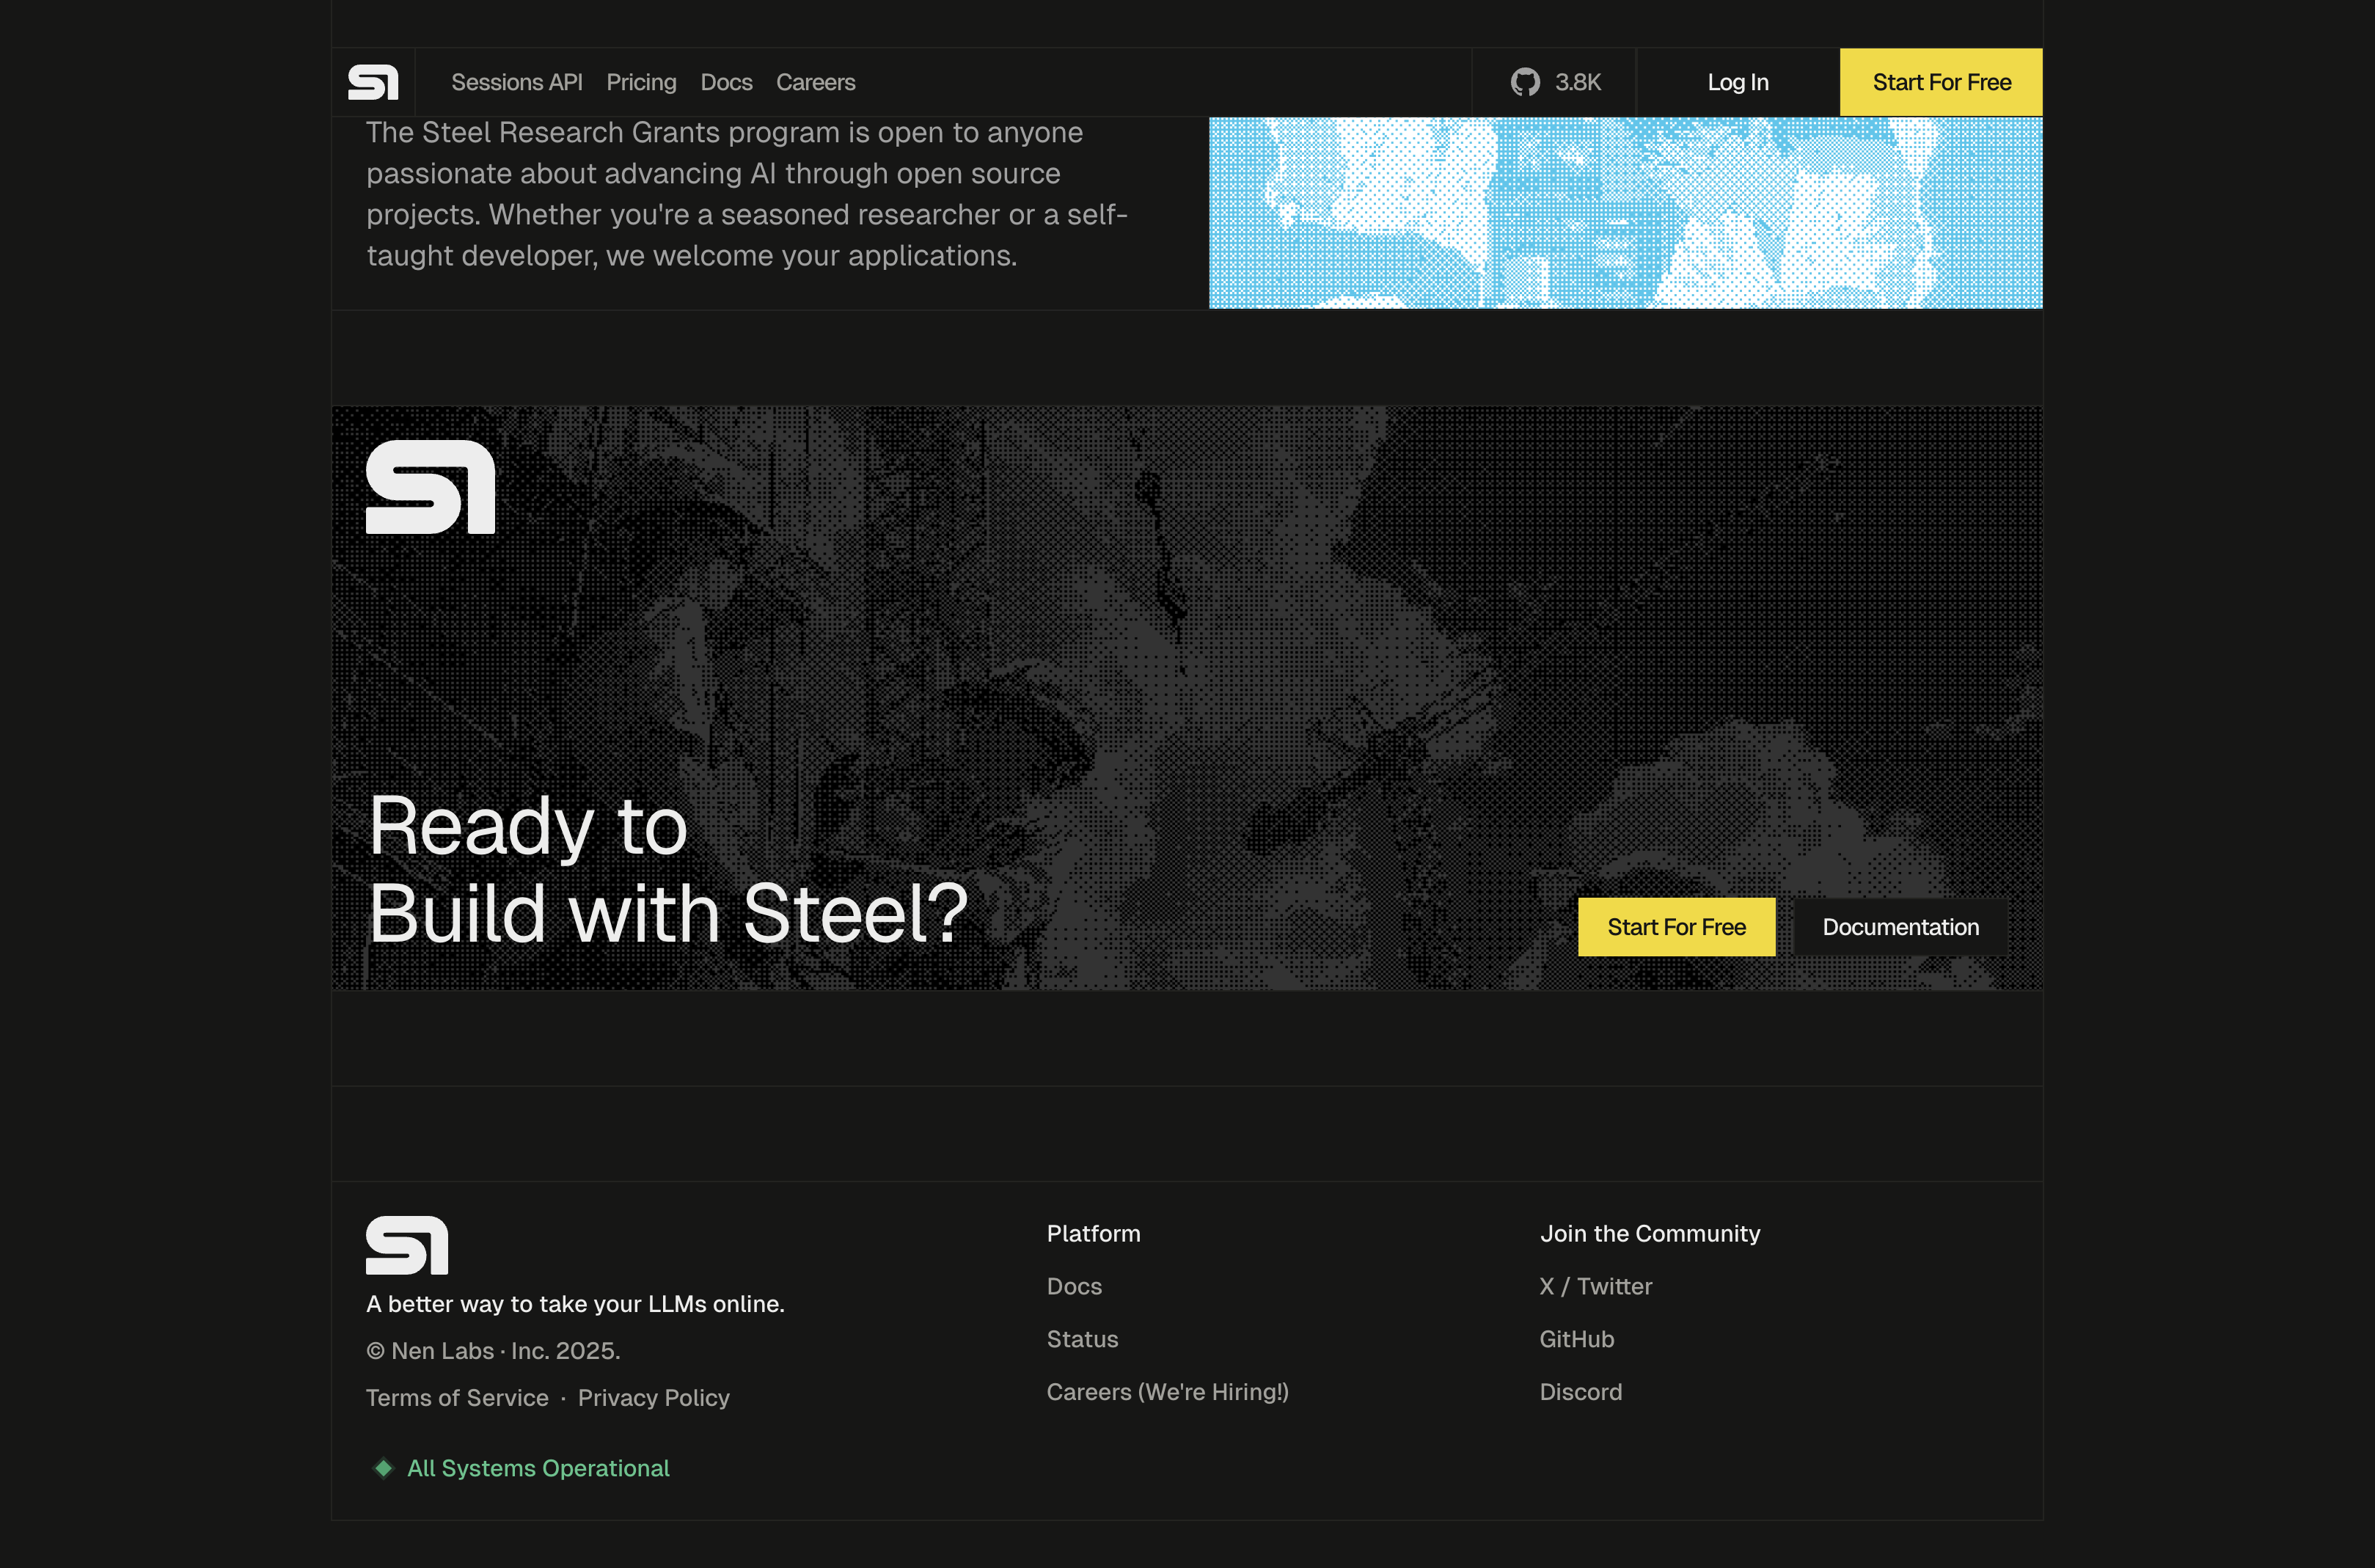 Sessions API Pricing Docs Careers 3.8K Log In Start For Free
The Steel Research Grants program is open to anyone
passionate about advancing AI through open source
projects. Whether you're a seasoned researcher or a self-
taught developer, we welcome your applications.
Ready to
Build with Steel?
Start For Free Documentation
A better way to take your LLMs online.
© Nen Labs · Inc. 2025.
Terms of Service · Privacy Policy
All Systems Operational
Platform
Docs
Status
Careers (We're Hiring!)
Join the Community
X / Twitter
GitHub
Discord